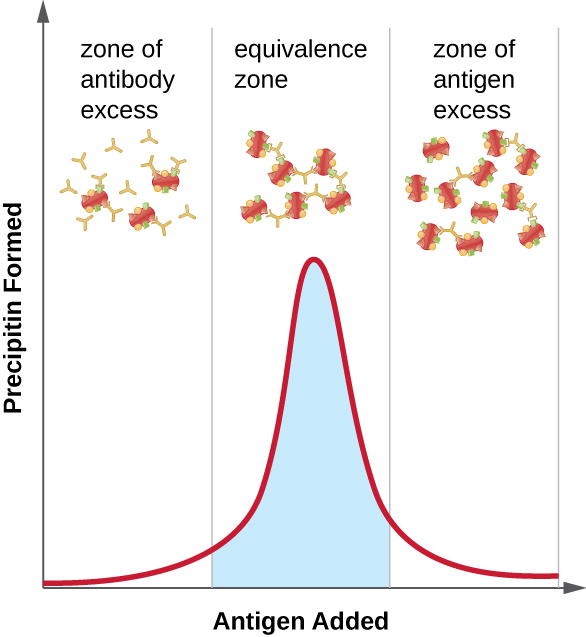 zone of
antibody
excess
equivalence
zone
zone of
antigen
excess
Precipitin Formed
Antigen Added